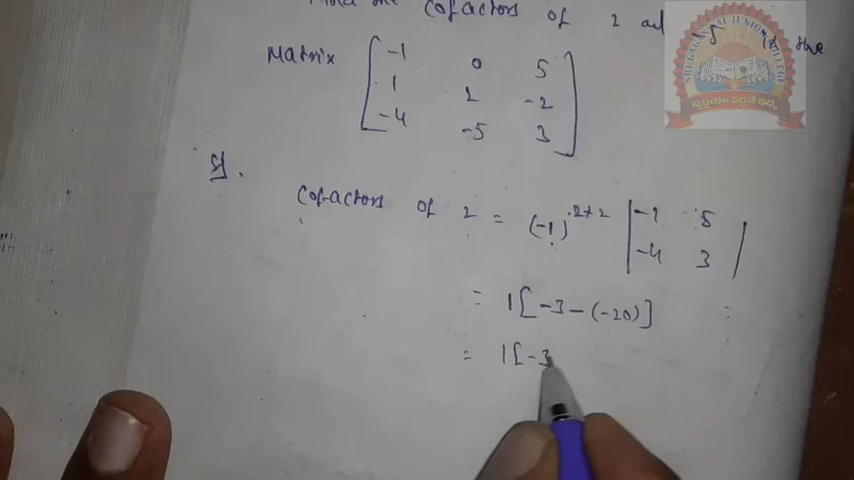 Cofactors of 2 the
Matrix [ -1 0 5
1 2 -2
-4 -5 3 ]
Cofactors of 2 = (-1)^2+2 | -1 5
-4 3 |
= 1[ -3 - (-20) ]
= 1[ -3